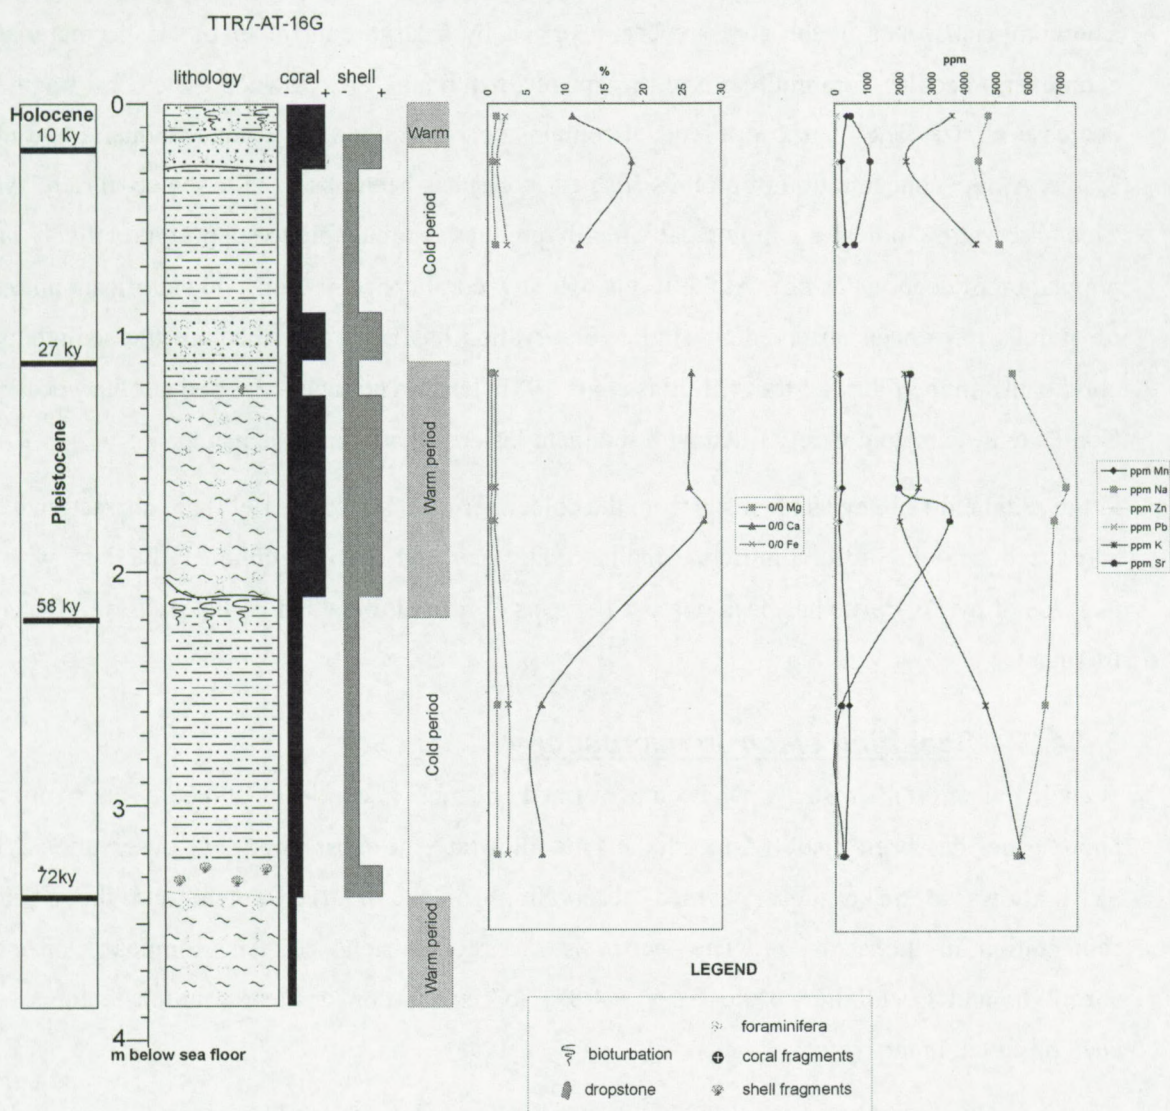 TTR7-AT-16G
lithology coral shell
+ +
% ppm
0 5 10 15 20 25 30
0 1000 2000 3000 4000 5000 6000 7000
0
Holocene
10 ky
Warm
Cold period
1
27 ky
Pleistocene
Warm period
0/0 Mg
0/0 Ca
0/0 Fe
ppm Mn
ppm Na
ppm Zn
ppm Pb
ppm K
ppm Sr
2
58 ky
Cold period
3
72ky
Warm period
4
m below sea floor
LEGEND
foraminifera
bioturbation
coral fragments
dropstone
shell fragments